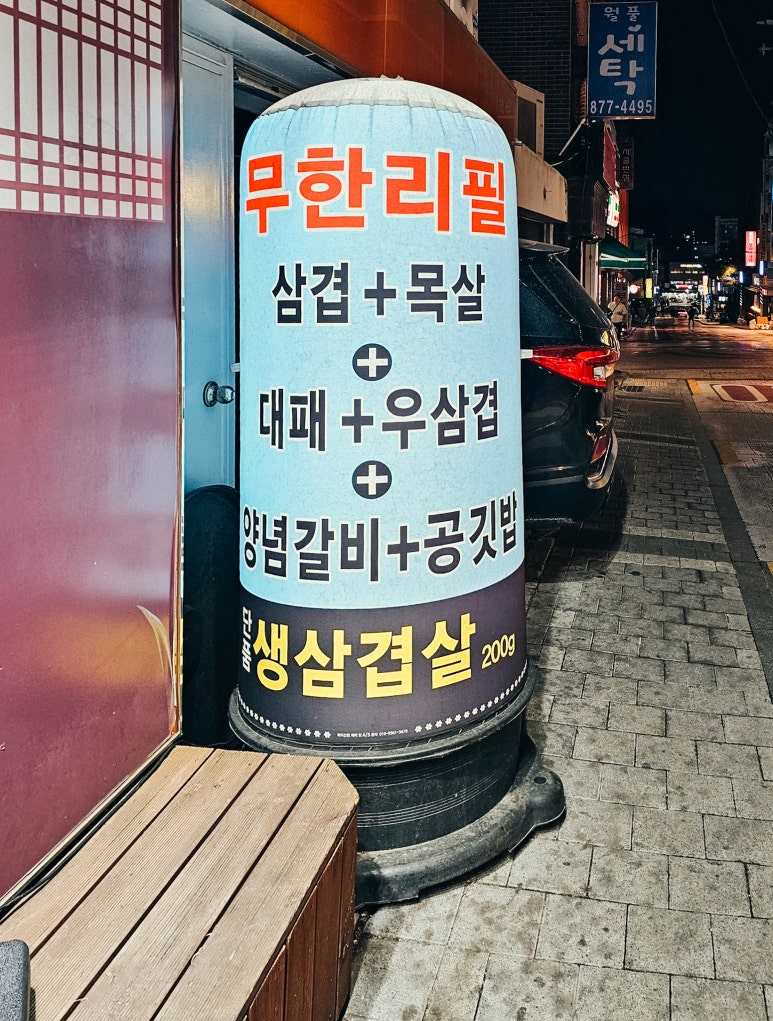 월풀
세탁
877-4495
무한리필
삼겹+목살
+
대패+우삼겹
+
양념갈비+공깃밥
단품 생삼겹살 200g